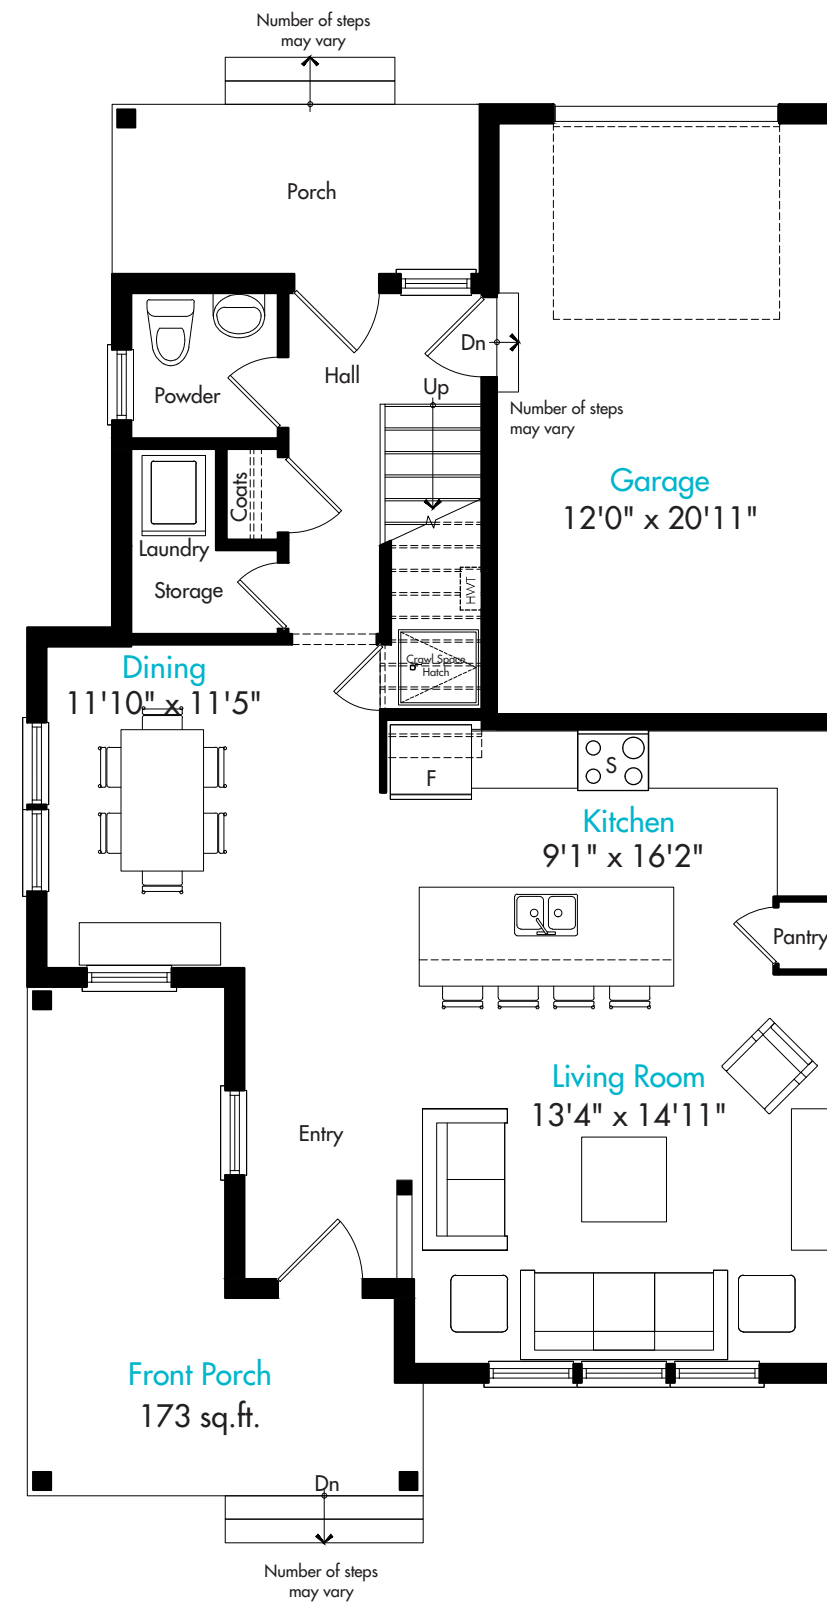 Number of steps
may vary
Porch
Dn
Hall
Up
Powder
Number of steps
may vary
Coats
Garage
12'0" x 20'11"
Laundry
Storage
HWT
Crawl Space
Hatch
Dining
11'10" x 11'5"
F
S
Kitchen
9'1" x 16'2"
Pantry
Living Room
13'4" x 14'11"
Entry
Front Porch
173 sq.ft.
Dn
Number of steps
may vary